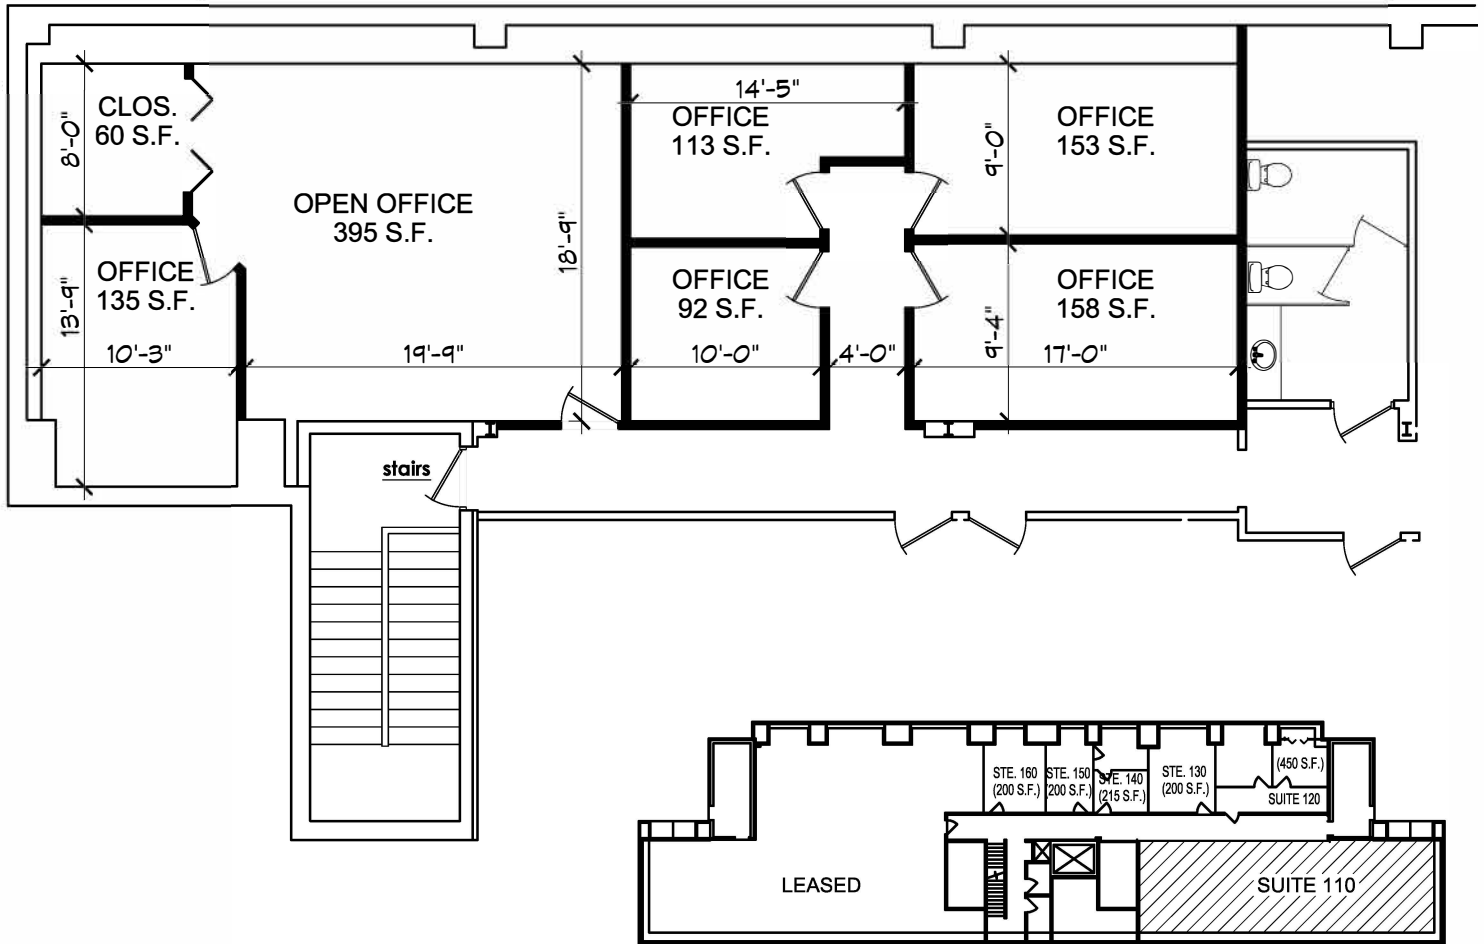 CLOS.
60 S.F.
8'-0"
OPEN OFFICE
395 S.F.
18'-9"
14'-5"
OFFICE
113 S.F.
9'-0"
OFFICE
153 S.F.
OFFICE
135 S.F.
13'-9"
10'-3"
19'-9"
OFFICE
92 S.F.
10'-0"
4'-0"
OFFICE
158 S.F.
9'-4"
17'-0"
stairs
STE. 160
(200 S.F.)
STE. 150
(200 S.F.)
STE. 140
(215 S.F.)
STE. 130
(200 S.F.)
(450 S.F.)
SUITE 120
LEASED
SUITE 110